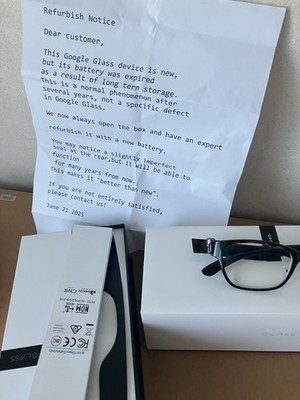 Refurbish Notice
Dear customer,
This Google Glass device is new,
but its battery was expired
as a result of long term storage.
This is a normal phenomenon after
several years, not a specific defect
in Google Glass.
We now always open the box and have an expert
refurbish it with a new battery.
You may notice a slightly imperfect
seal at the rear,but it will be able to
function
for many years from now.
This makes it "better than new".
If you are not entirely satisfied,
please contact us!
June 21 2025
GLASS
NOM
FC CE